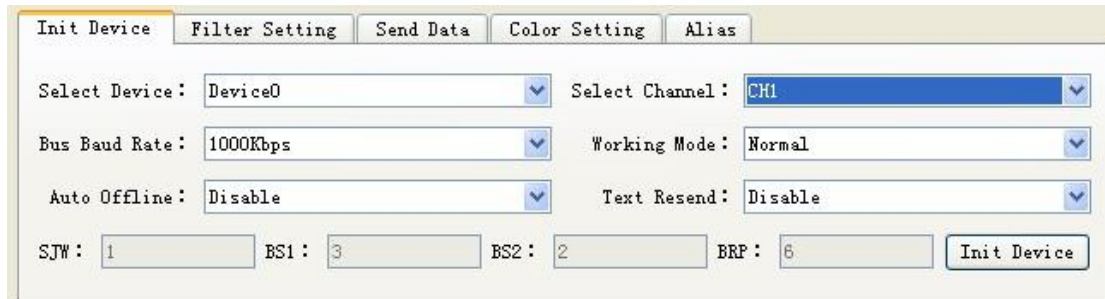 Init Device Filter Setting Send Data Color Setting Alias
Select Device: Device0 Select Channel: CH1
Bus Baud Rate: 1000Kbps Working Mode: Normal
Auto Offline: Disable Text Resend: Disable
SJW: 1 BS1: 3 BS2: 2 BRP: 6 Init Device